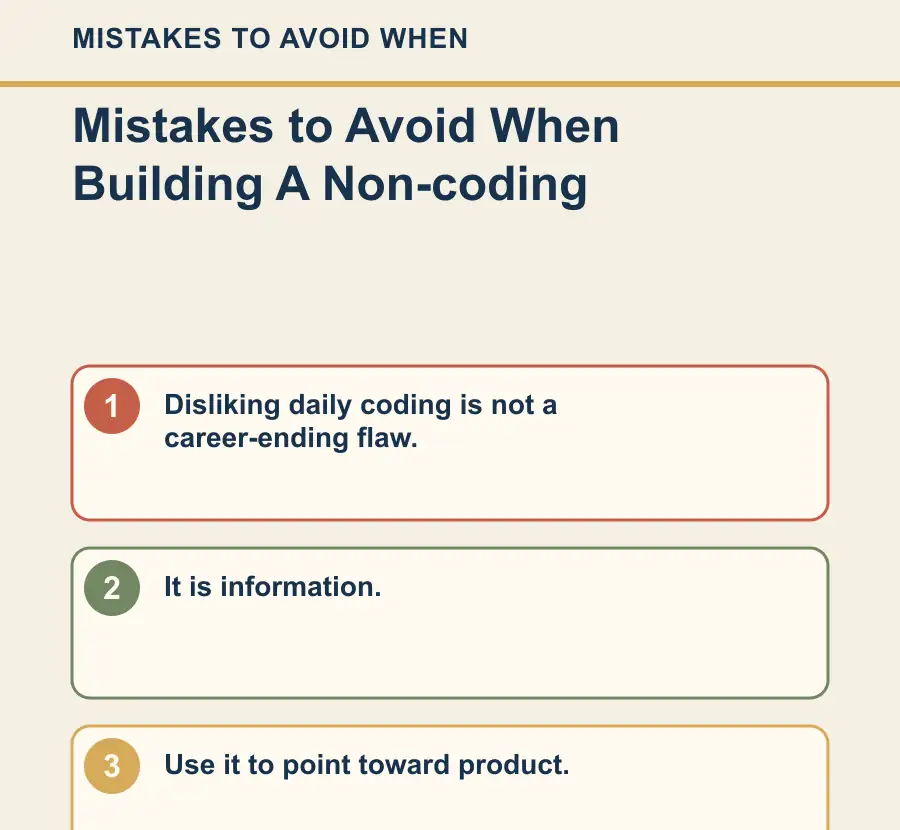 MISTAKES TO AVOID WHEN
Mistakes to Avoid When
Building A Non-coding
1
Disliking daily coding is not a
career-ending flaw.
2
It is information.
3
Use it to point toward product.